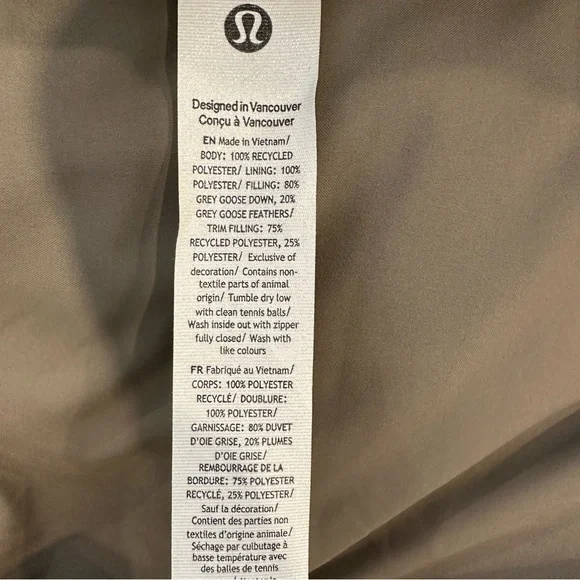 Designed in Vancouver
Conçu à Vancouver
EN Made in Vietnam/
BODY: 100% RECYCLED
POLYESTER/ LINING: 100%
POLYESTER/ FILLING: 80%
GREY GOOSE DOWN, 20%
GREY GOOSE FEATHERS/
TRIM FILLING: 75%
RECYCLED POLYESTER, 25%
POLYESTER/ Exclusive of
decoration/ Contains non-
textile parts of animal
origin/ Tumble dry low
with clean tennis balls/
Wash inside out with zipper
fully closed/ Wash with
like colours
FR Fabriqué au Vietnam/
CORPS: 100% POLYESTER
RECYCLÉ/ DOUBLURE:
100% POLYESTER/
GARNISSAGE: 80% DUVET
D'OIE GRISE, 20% PLUMES
D'OIE GRISE/
REMBOURRAGE DE LA
BORDURE: 75% POLYESTER
RECYCLÉ, 25% POLYESTER/
Sauf la décoration/
Contient des parties non
textiles d'origine animale/
Séchage par culbutage à
basse température avec
des balles de tennis